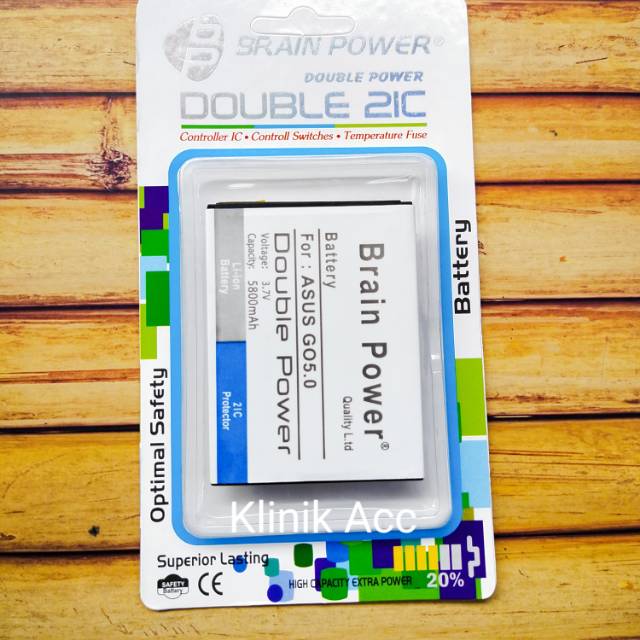 BRAIN POWER®
DOUBLE POWER
DOUBLE 2IC
Controller IC • Controll Switches • Temperature Fuse
Battery
Optimal Safety
Brain Power®
Quality L.td
Battery
For : ASUS GO5.0
Double Power
Voltage: 3.7V
Capacity: 5800mAh
Li-ion
Battery
2IC
Protector
Klinik Acc
Superior Lasting
SAFETY
Battery
CE
HIGH CAPACITY EXTRA POWER
20%